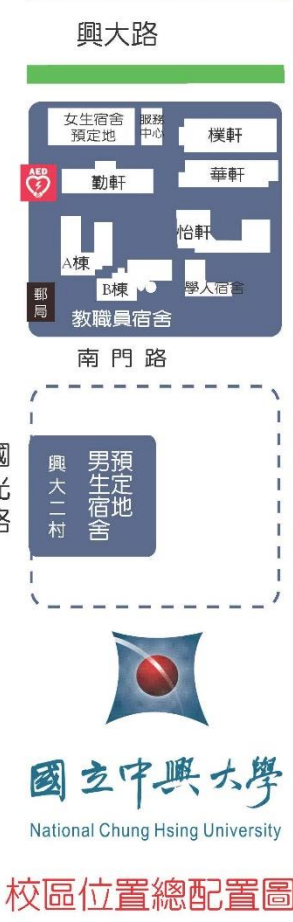 興大路
女生宿舍
預定地
服務
中心
樸軒
AED
勤軒
華軒
怡軒
A棟
B棟
學人宿舍
郵局
教職員宿舍
南門路
國光路
預定地
男生宿舍
興大二村
國立中興大學
National Chung Hsing University
校區位置總配置圖